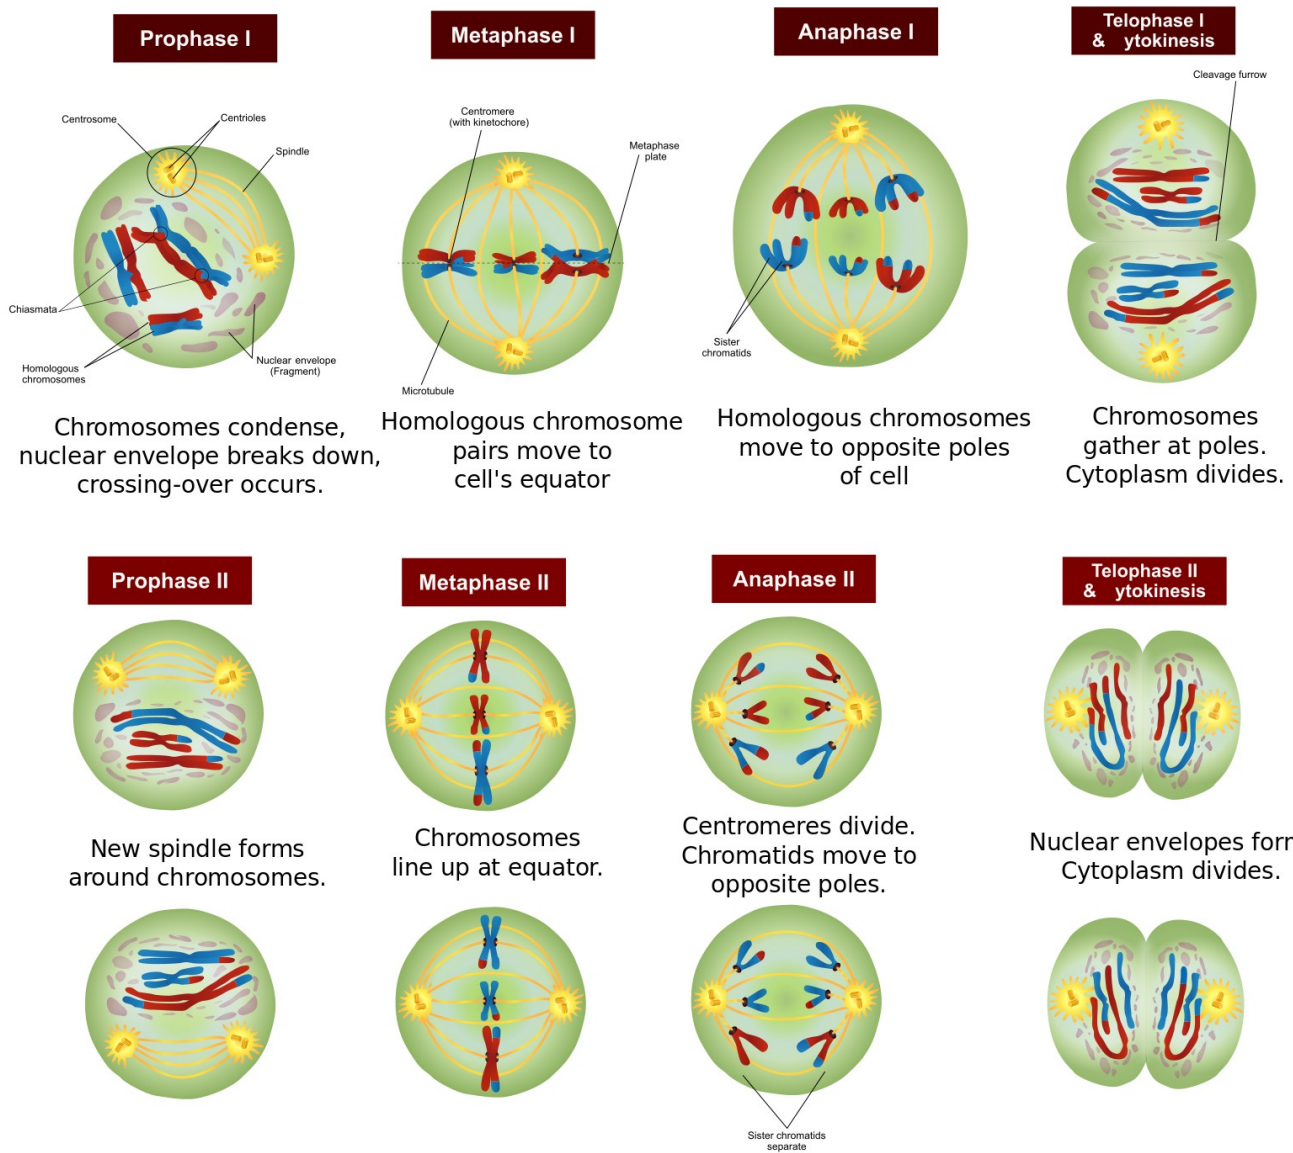 Prophase I
Metaphase I
Anaphase I
Telophase I
& ytokinesis
Cleavage furrow
Centrosome
Centrioles
Spindle
Chiasmata
Homologous
chromosomes
Nuclear envelope
(Fragment)
Centromere
(with kinetochore)
Metaphase
plate
Microtubule
Sister
chromatids
Chromosomes condense,
nuclear envelope breaks down,
crossing-over occurs.
Homologous chromosome
pairs move to
cell's equator
Homologous chromosomes
move to opposite poles
of cell
Chromosomes
gather at poles.
Cytoplasm divides.
Prophase II
Metaphase II
Anaphase II
Telophase II
& ytokinesis
New spindle forms
around chromosomes.
Chromosomes
line up at equator.
Centromeres divide.
Chromatids move to
opposite poles.
Nuclear envelopes forr
Cytoplasm divides.
Sister chromatids
separate